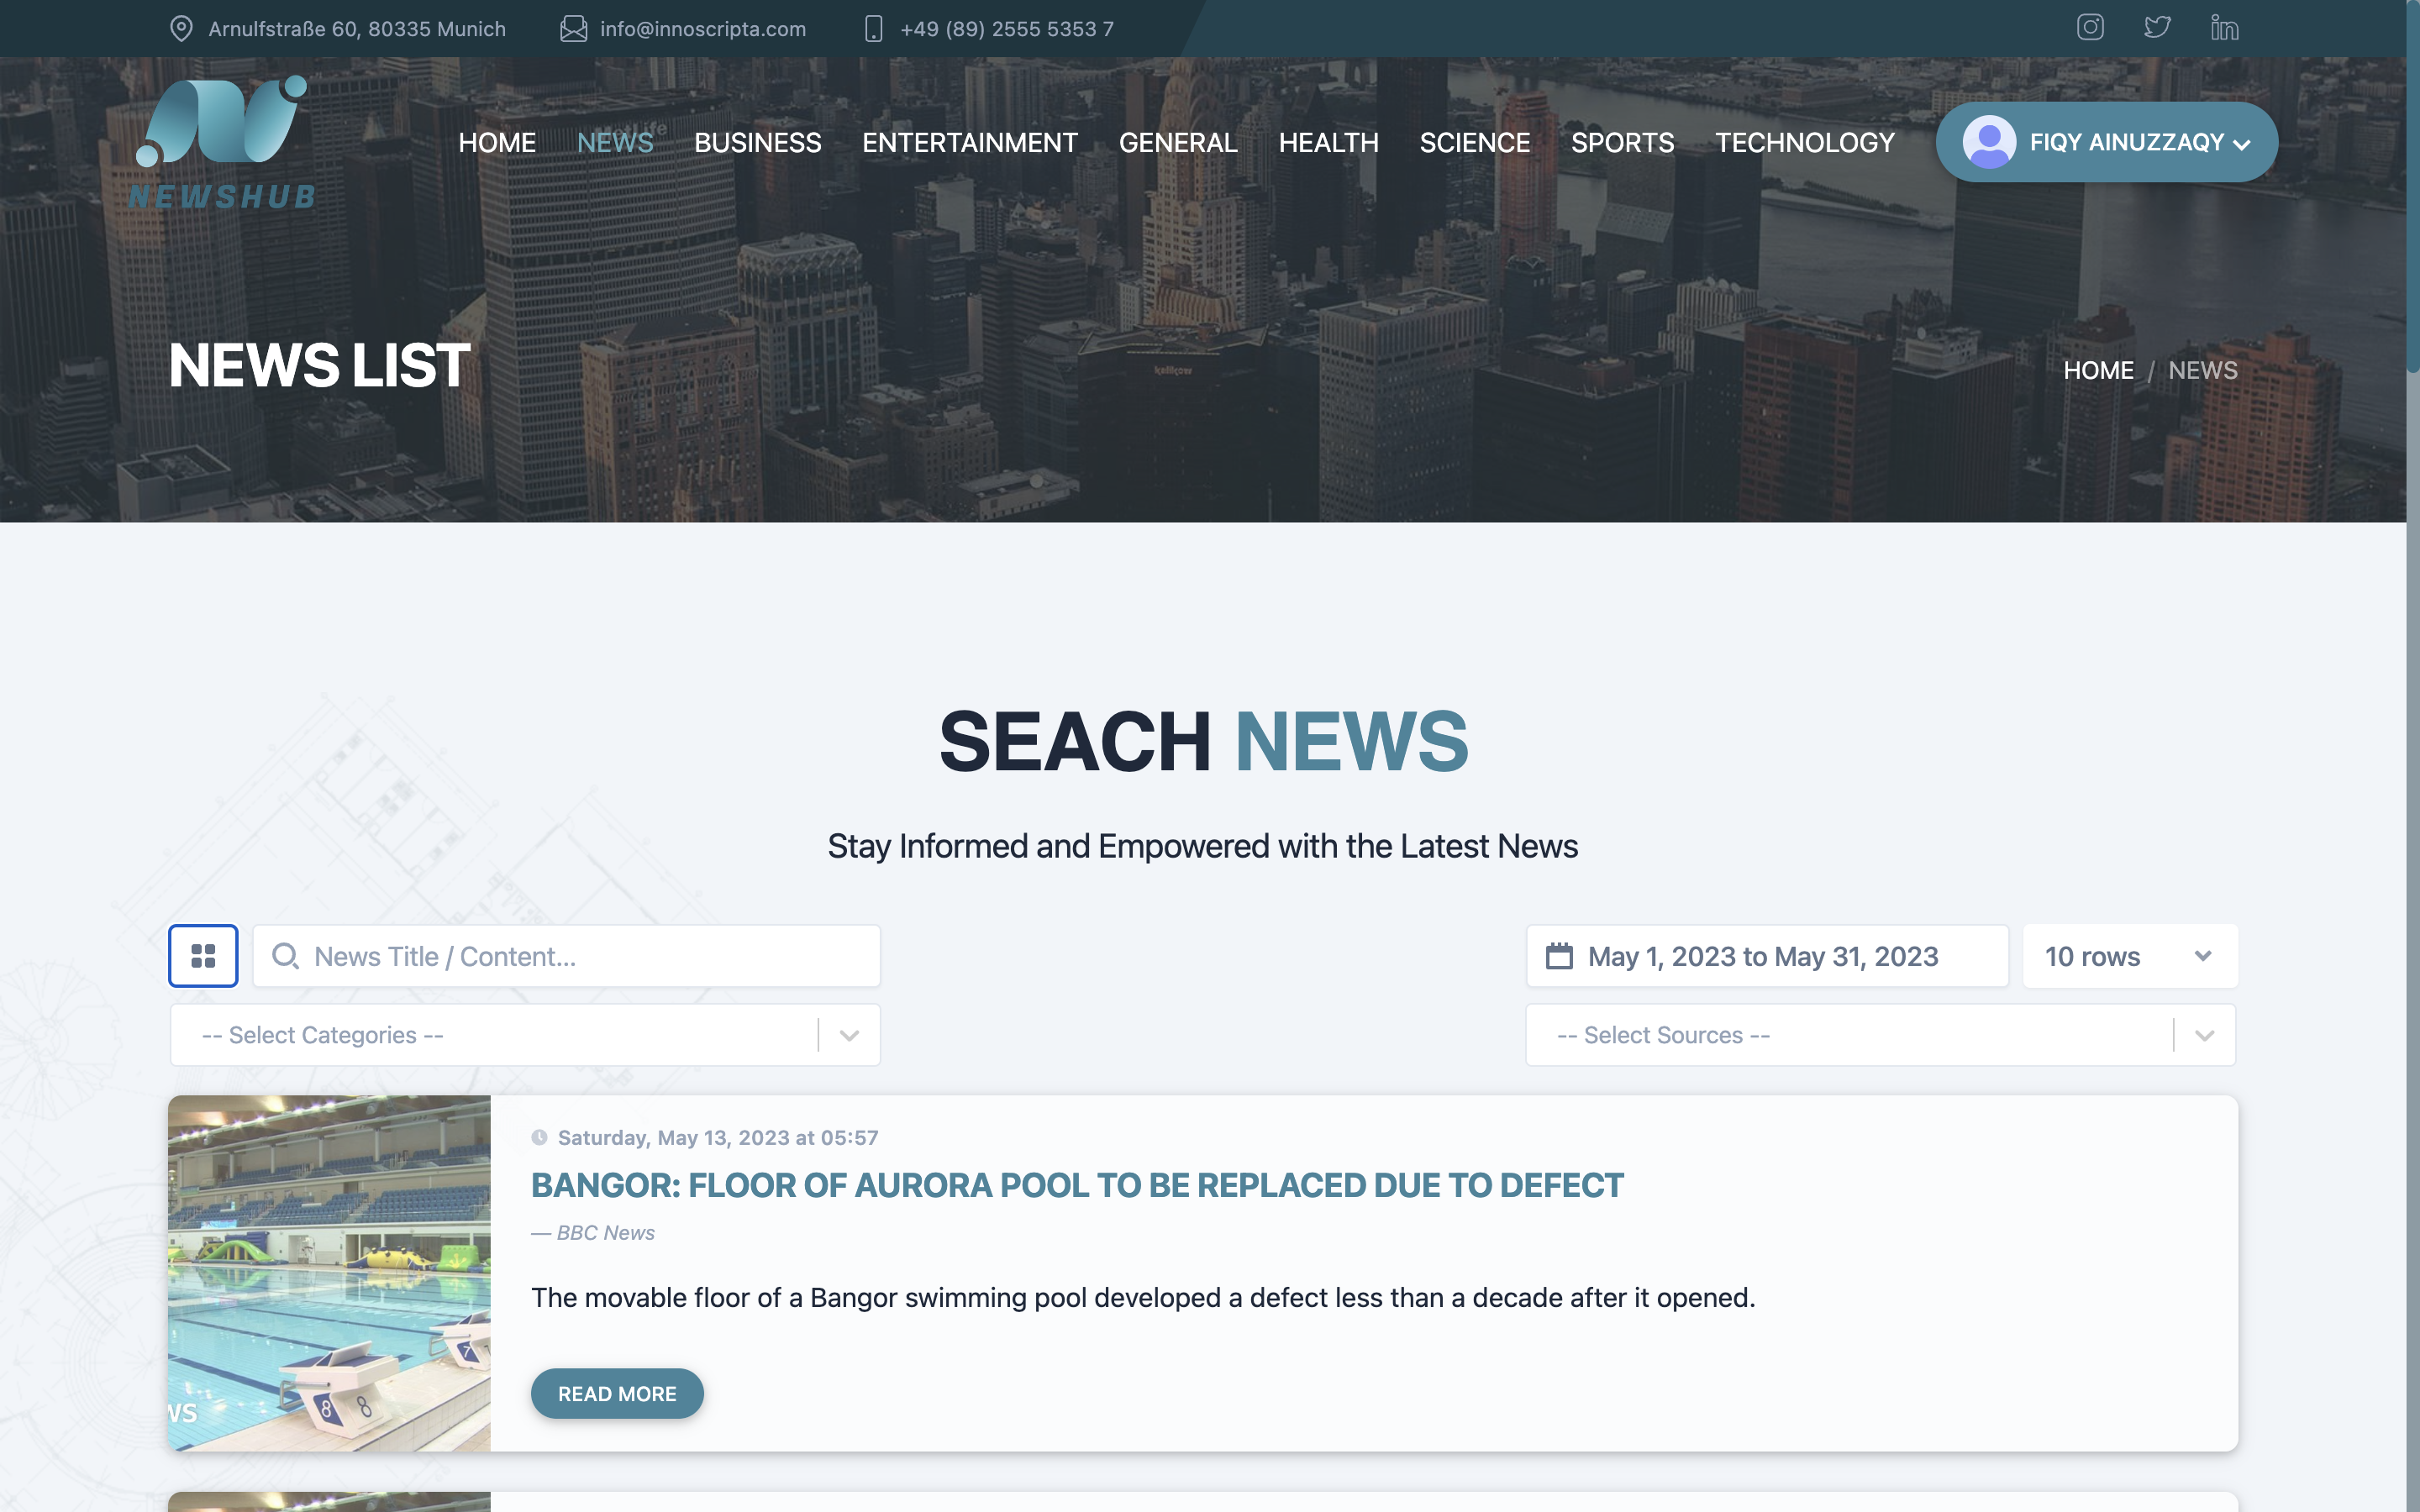 Arnulfstraße 60, 80335 Munich info@innoscripta.com +49 (89) 2555 5353 7
NEWSHUB
HOME NEWS BUSINESS ENTERTAINMENT GENERAL HEALTH SCIENCE SPORTS TECHNOLOGY FIQY AINUZZAQY
NEWS LIST
HOME / NEWS
SEACH NEWS
Stay Informed and Empowered with the Latest News
News Title / Content...
May 1, 2023 to May 31, 2023
10 rows
-- Select Categories --
-- Select Sources --
Saturday, May 13, 2023 at 05:57
BANGOR: FLOOR OF AURORA POOL TO BE REPLACED DUE TO DEFECT
— BBC News
The movable floor of a Bangor swimming pool developed a defect less than a decade after it opened.
7
8 8
WS
READ MORE